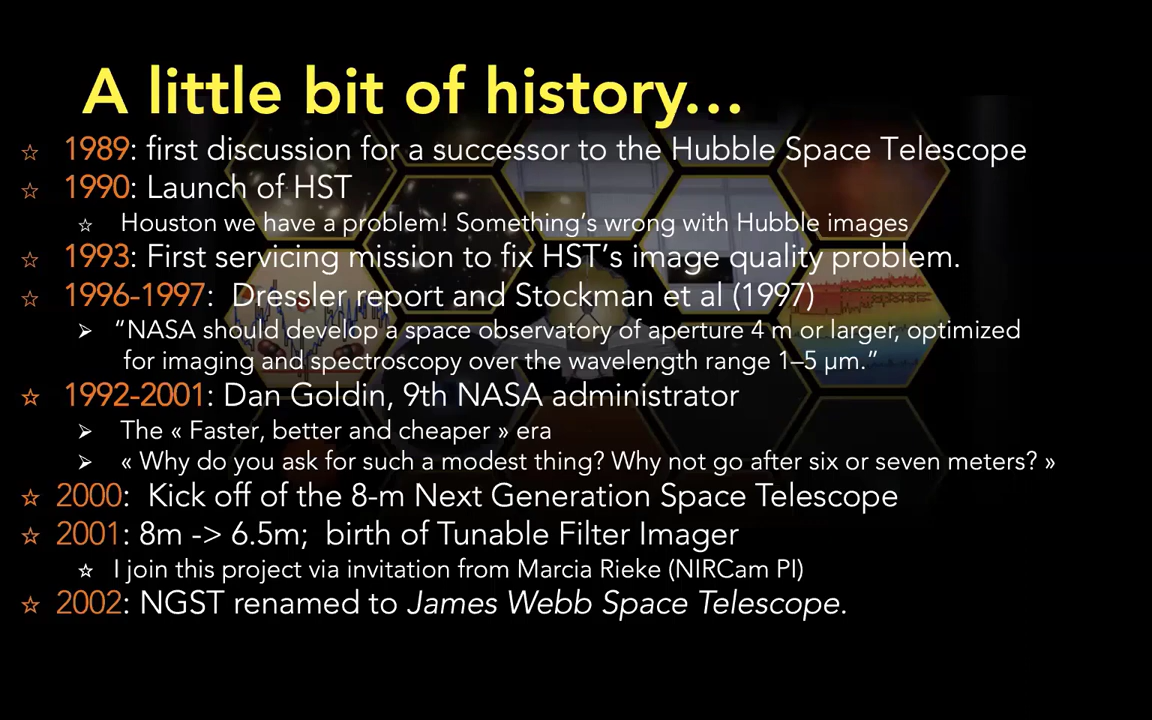 A little bit of history…
☆ 1989: first discussion for a successor to the Hubble Space Telescope
☆ 1990: Launch of HST
☆ Houston we have a problem! Something’s wrong with Hubble images
☆ 1993: First servicing mission to fix HST’s image quality problem.
☆ 1996-1997: Dressler report and Stockman et al (1997)
➢ “NASA should develop a space observatory of aperture 4 m or larger, optimized
for imaging and spectroscopy over the wavelength range 1–5 µm.”
☆ 1992-2001: Dan Goldin, 9th NASA administrator
➢ The « Faster, better and cheaper » era
➢ « Why do you ask for such a modest thing? Why not go after six or seven meters? »
☆ 2000: Kick off of the 8-m Next Generation Space Telescope
☆ 2001: 8m -> 6.5m; birth of Tunable Filter Imager
☆ I join this project via invitation from Marcia Rieke (NIRCam PI)
☆ 2002: NGST renamed to James Webb Space Telescope.